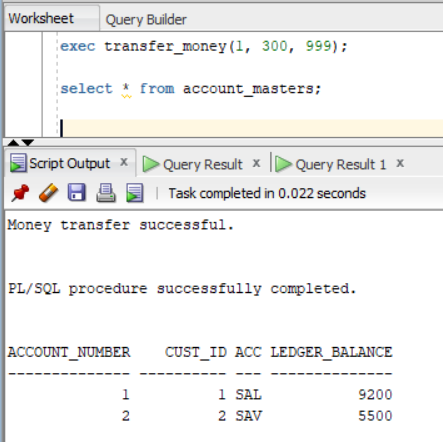 Worksheet Query Builder
exec transfer_money(1, 300, 999);
select * from account_masters;
Script Output x Query Result x Query Result 1 x
Task completed in 0.022 seconds
Money transfer successful.
PL/SQL procedure successfully completed.
ACCOUNT_NUMBER CUST_ID ACC LEDGER_BALANCE
-------------- ---------- --- --------------
1 1 SAL 9200
2 2 SAV 5500